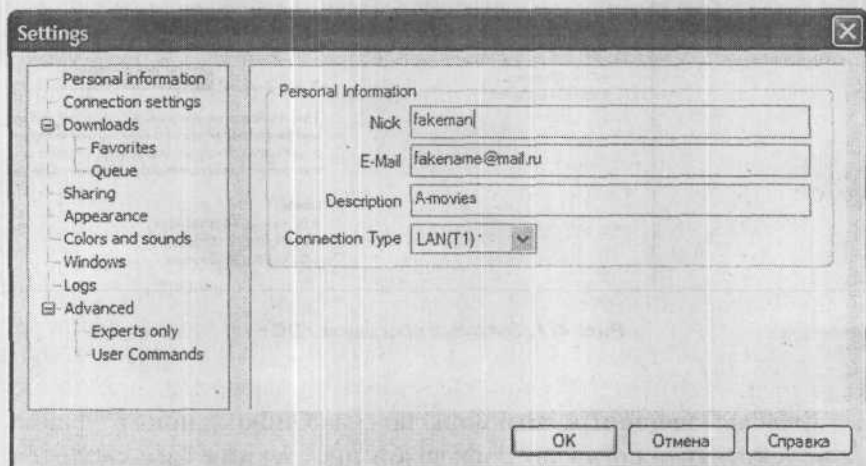 Settings
Personal information
Connection settings
Downloads
Favorites
Queue
Sharing
Appearance
Colors and sounds
Windows
Logs
Advanced
Experts only
User Commands
Personal Information
Nick
fakeman
E-Mail
fakename@mail.ru
Description
A-movies
Connection Type
LAN(T1)
OK
Отмена
Справка